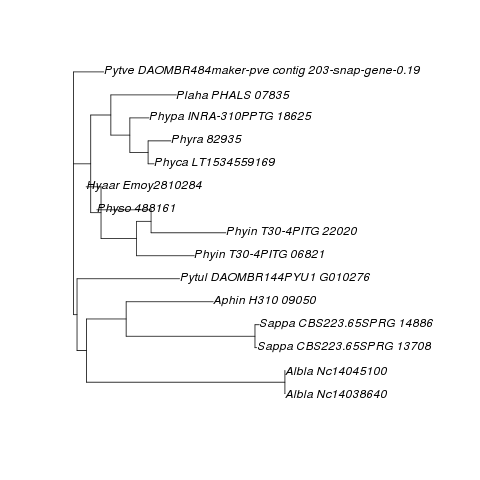 Pytve DAOMBR484maker-pve contig 203-snap-gene-0.19
Plaha PHALS 07835
Phypa INRA-310PPTG 18625
Phyra 82935
Phyca LT1534559169
Hyaar Emoy2810284
Physo 488161
Phyin T30-4PITG 22020
Phyin T30-4PITG 06821
Pytul DAOMBR144PYU1 G010276
Aphin H310 09050
Sappa CBS223.65SPRG 14886
Sappa CBS223.65SPRG 13708
Albla Nc14045100
Albla Nc14038640